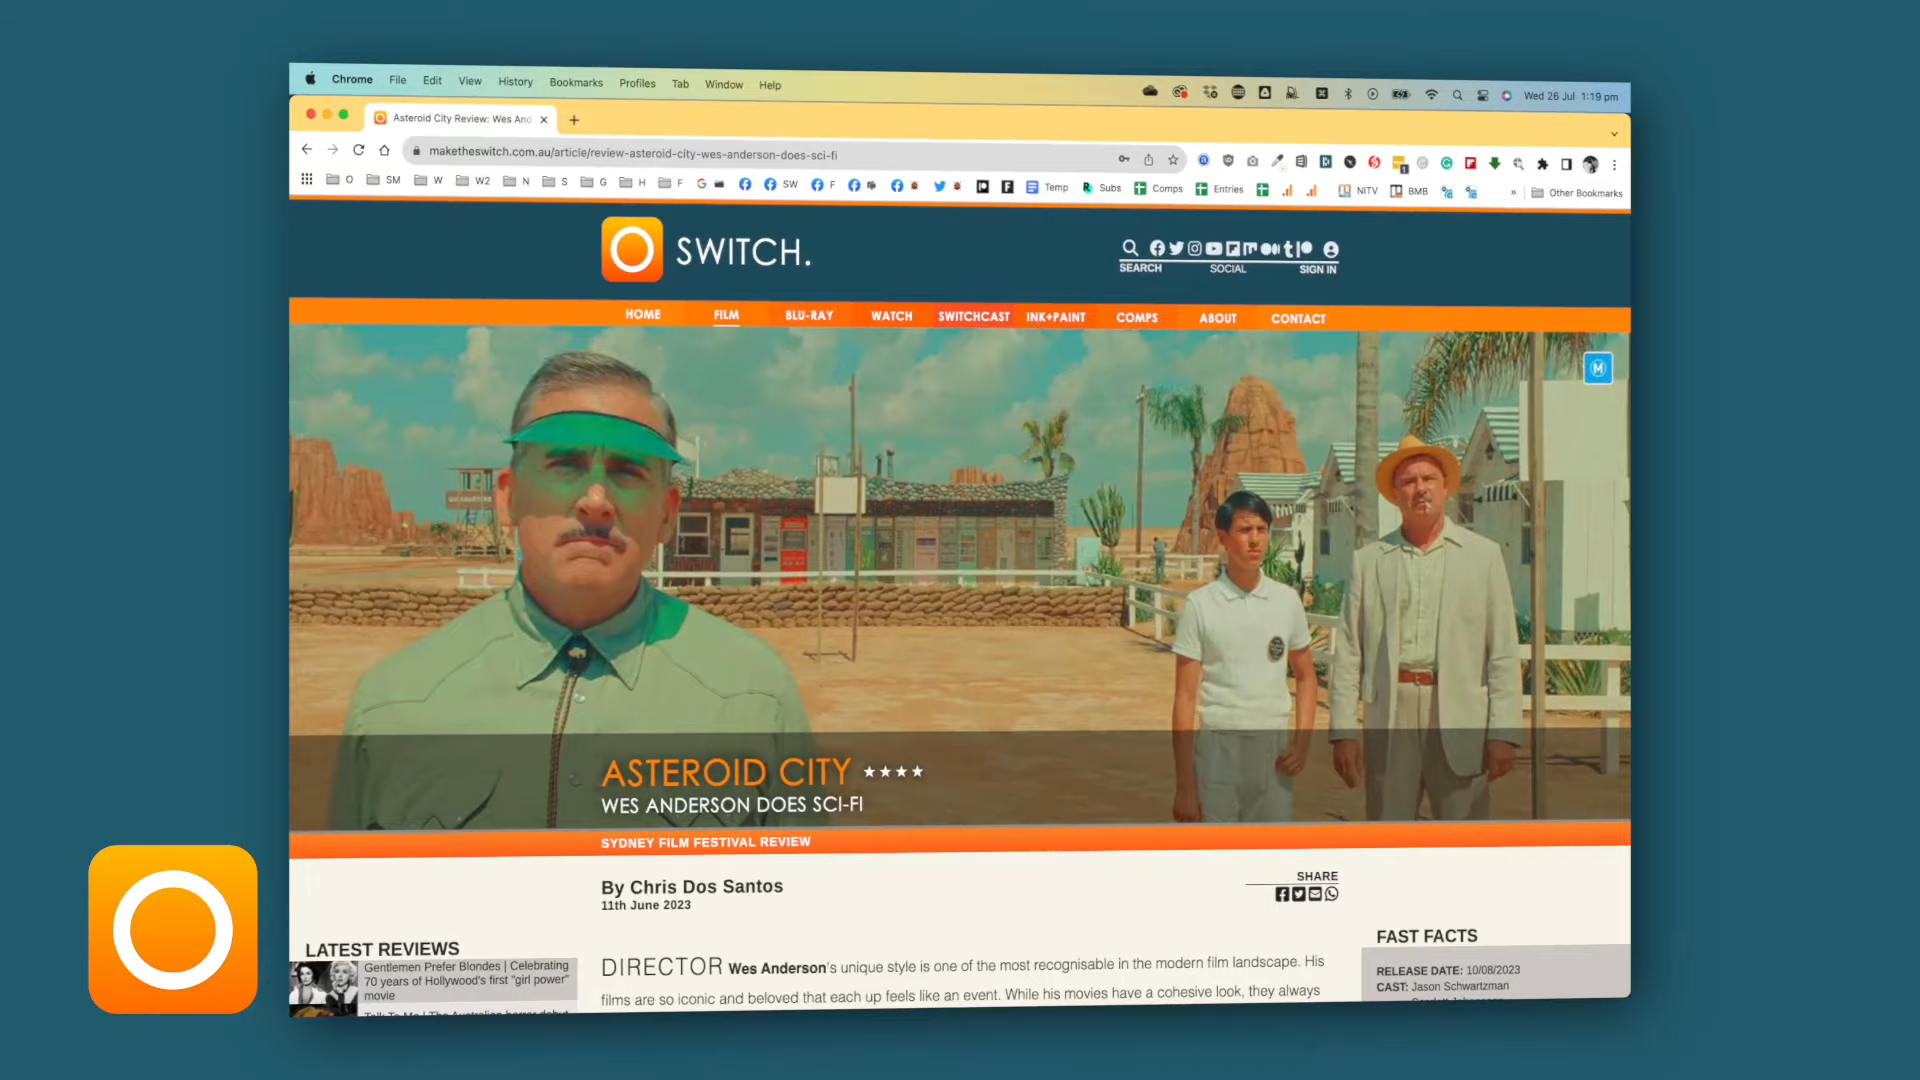 Chrome File Edit View History Bookmarks Profiles Tab Window Help
Wed 26 Jul 1:19 pm
Asteroid City Review: Wes And
maketheswitch.com.au/article/review-asteroid-city-wes-anderson-does-sci-fi
O SM W W2 N S G H F SW F Temp Subs Comps Entries NITV BMB » Other Bookmarks
SWITCH.
SEARCH SOCIAL SIGN IN
HOME FILM BLU-RAY WATCH SWITCHCAST INK+PAINT COMPS ABOUT CONTACT
M
ASTEROID CITY ★★★★
WES ANDERSON DOES SCI-FI
SYDNEY FILM FESTIVAL REVIEW
By Chris Dos Santos
11th June 2023
SHARE
LATEST REVIEWS
Gentlemen Prefer Blondes | Celebrating
70 years of Hollywood's first "girl power"
movie
Talk To Me | The Australian horror debut
DIRECTOR Wes Anderson's unique style is one of the most recognisable in the modern film landscape. His
films are so iconic and beloved that each up feels like an event. While his movies have a cohesive look, they always
FAST FACTS
RELEASE DATE: 10/08/2023
CAST: Jason Schwartzman